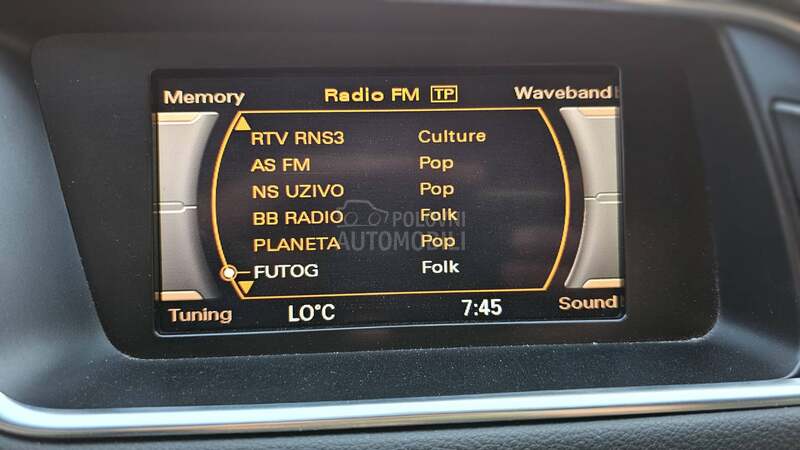 Memory Radio FM TP Waveband
RTV RNS3 Culture
AS FM Pop
NS UZIVO Pop
BB RADIO Folk
PLANETA Pop
FUTOG Folk
Tuning LO°C 7:45 Sound
POLOVNI
AUTOMOBILI